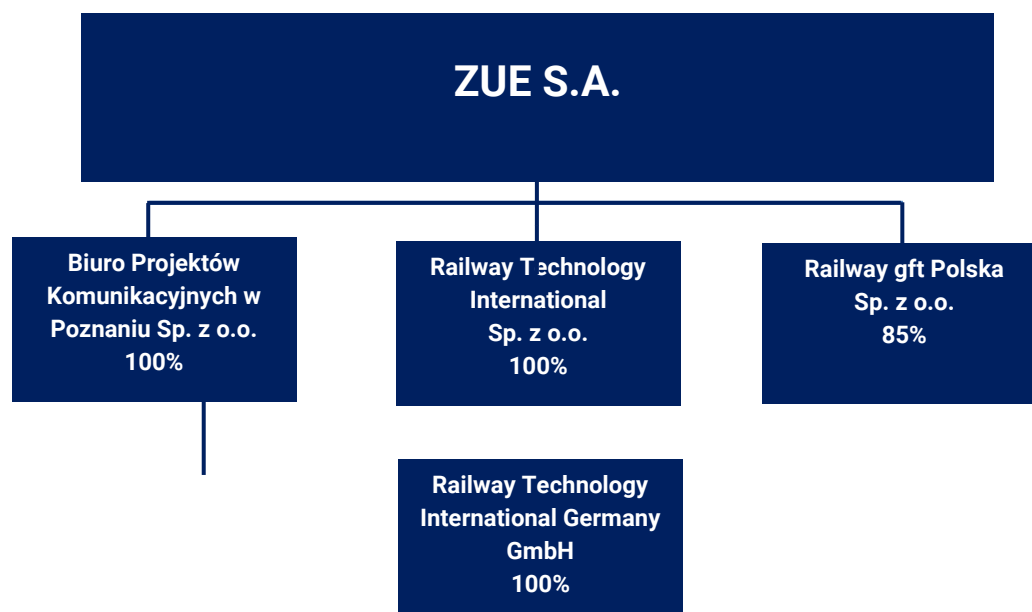 ZUE S.A.
Biuro Projektów
Komunikacyjnych w
Poznaniu Sp. z o.o.
100%
Railway Technology
International
Sp. z o.o.
100%
Railway gft Polska
Sp. z o.o.
85%
Railway Technology
International Germany
GmbH
100%